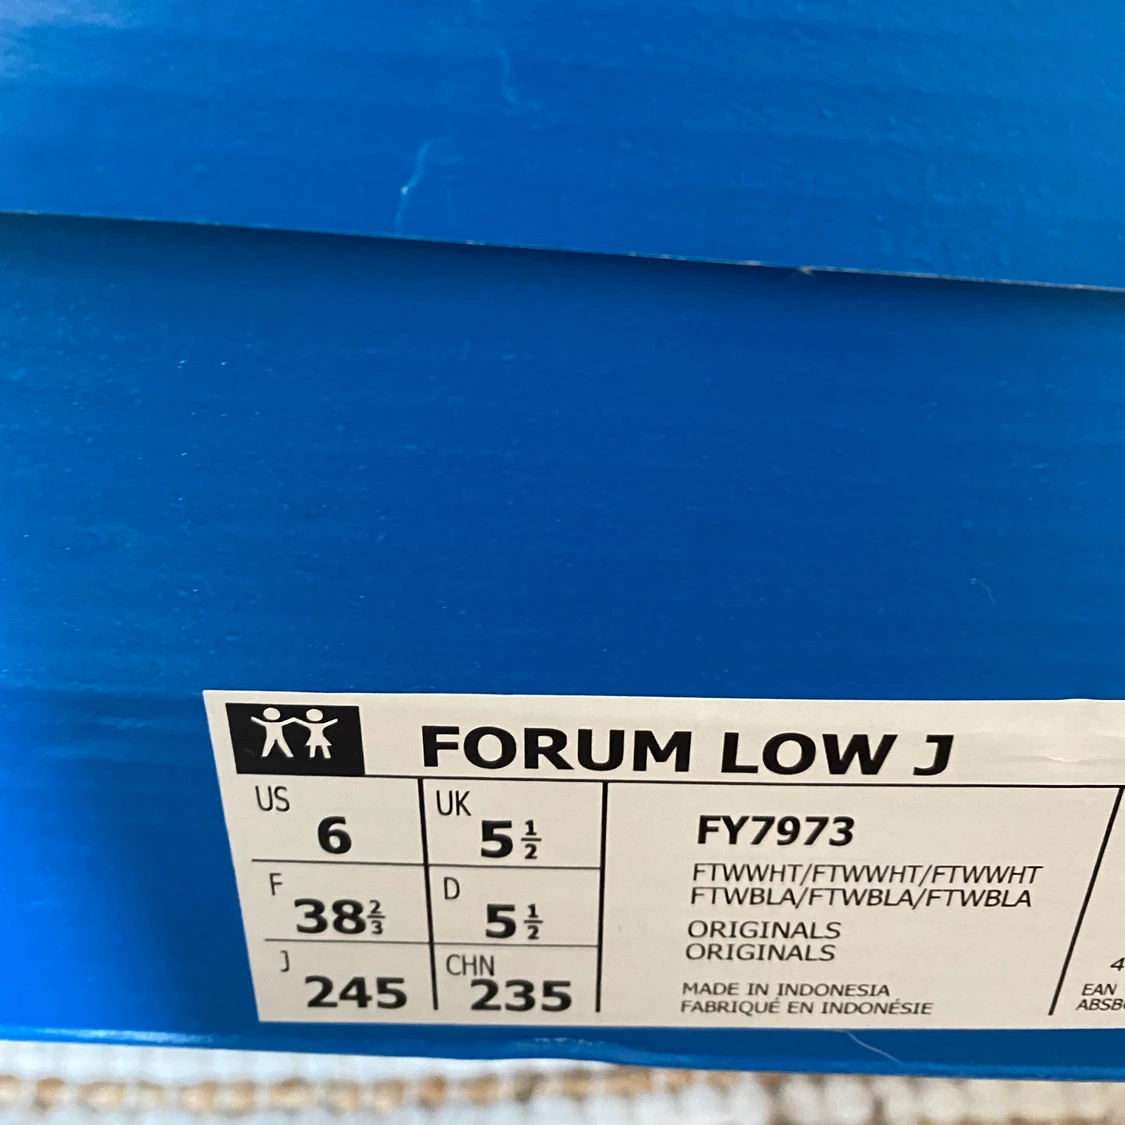 FORUM LOW J
US 6 UK 5½
F 38⅔ D 5½
J 245 CHN 235
FY7973
FTWWHT/FTWWHT/FTWWHT
FTWBLA/FTWBLA/FTWBLA
ORIGINALS
ORIGINALS
MADE IN INDONESIA
FABRIQUÉ EN INDONÉSIE
4
EAN